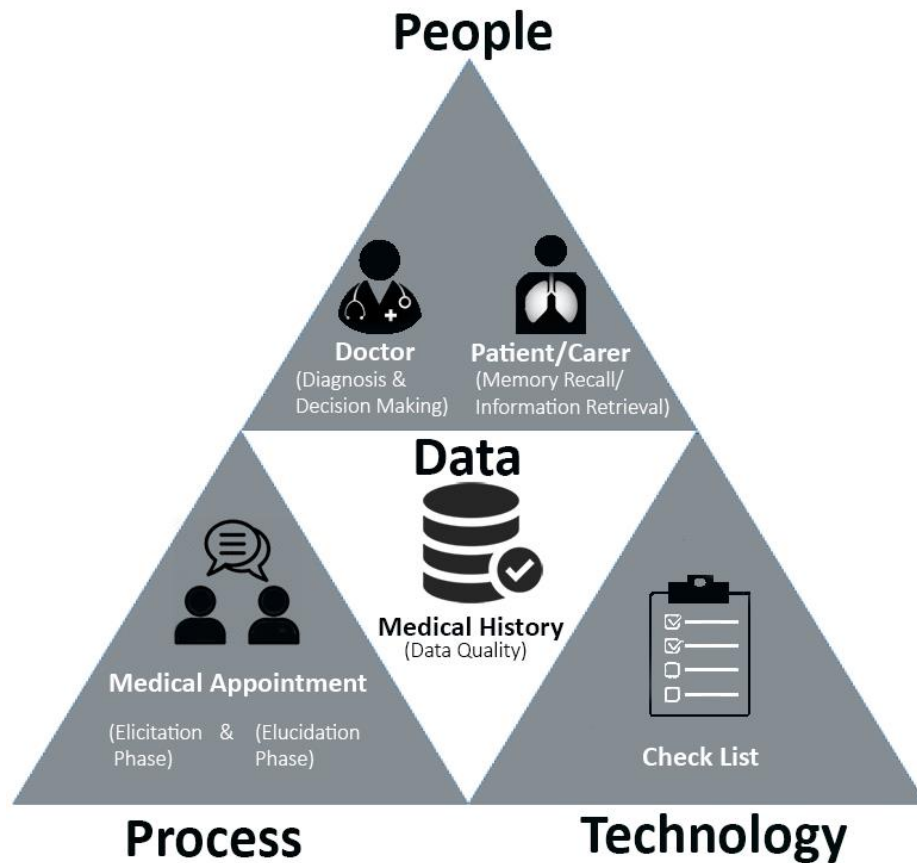 People
Doctor
(Diagnosis &
Decision Making)
Patient/Carer
(Memory Recall/
Information Retrieval)
Data
Medical History
(Data Quality)
Medical Appointment
(Elicitation & (Elucidation
Phase) Phase)
Check List
Process
Technology